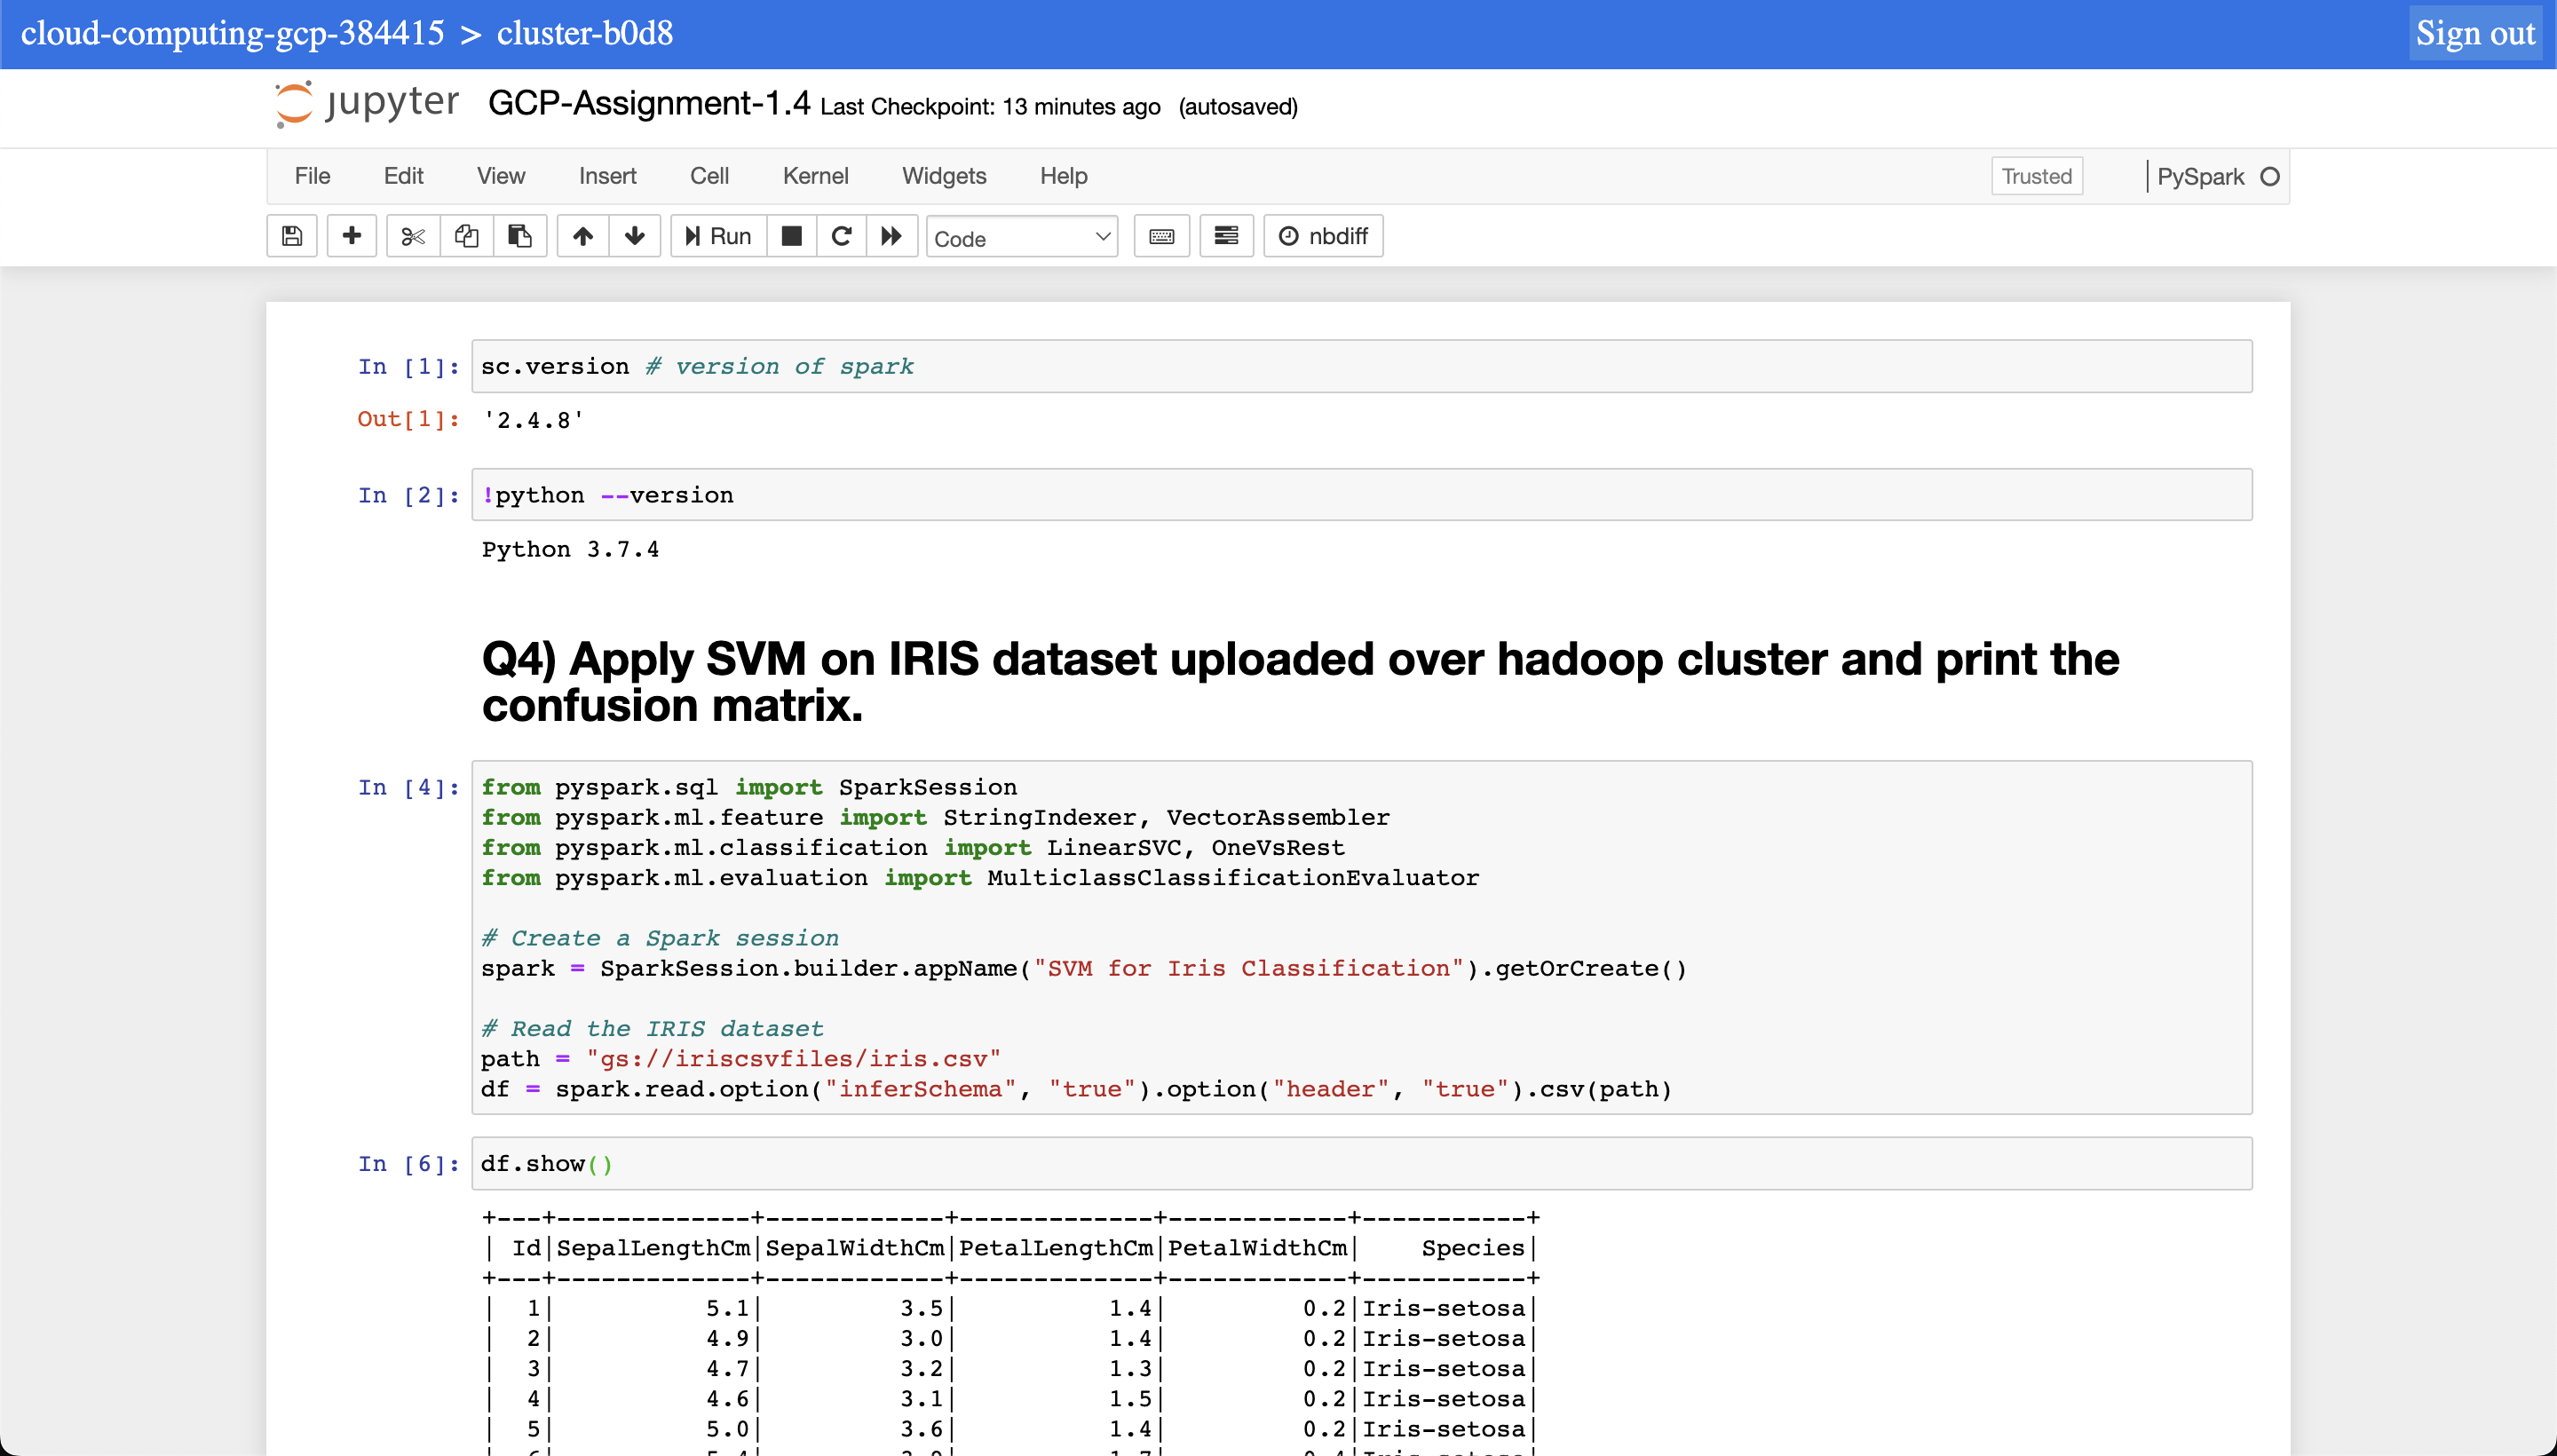 cloud-computing-gcp-384415 > cluster-b0d8
Sign out
jupyter GCP-Assignment-1.4 Last Checkpoint: 13 minutes ago (autosaved)
File Edit View Insert Cell Kernel Widgets Help Trusted PySpark
Run Code nbdiff
In [1]: sc.version # version of spark
Out[1]: '2.4.8'
In [2]: !python --version
Python 3.7.4
Q4) Apply SVM on IRIS dataset uploaded over hadoop cluster and print the
confusion matrix.
In [4]: from pyspark.sql import SparkSession
from pyspark.ml.feature import StringIndexer, VectorAssembler
from pyspark.ml.classification import LinearSVC, OneVsRest
from pyspark.ml.evaluation import MulticlassClassificationEvaluator
# Create a Spark session
spark = SparkSession.builder.appName("SVM for Iris Classification").getOrCreate()
# Read the IRIS dataset
path = "gs://iriscsvfiles/iris.csv"
df = spark.read.option("inferSchema", "true").option("header", "true").csv(path)
In [6]: df.show()
+---+-------------+------------+-------------+------------+-----------+
| Id|SepalLengthCm|SepalWidthCm|PetalLengthCm|PetalWidthCm|    Species|
+---+-------------+------------+-------------+------------+-----------+
|  1|          5.1|         3.5|          1.4|         0.2|Iris-setosa|
|  2|          4.9|         3.0|          1.4|         0.2|Iris-setosa|
|  3|          4.7|         3.2|          1.3|         0.2|Iris-setosa|
|  4|          4.6|         3.1|          1.5|         0.2|Iris-setosa|
|  5|          5.0|         3.6|          1.4|         0.2|Iris-setosa|